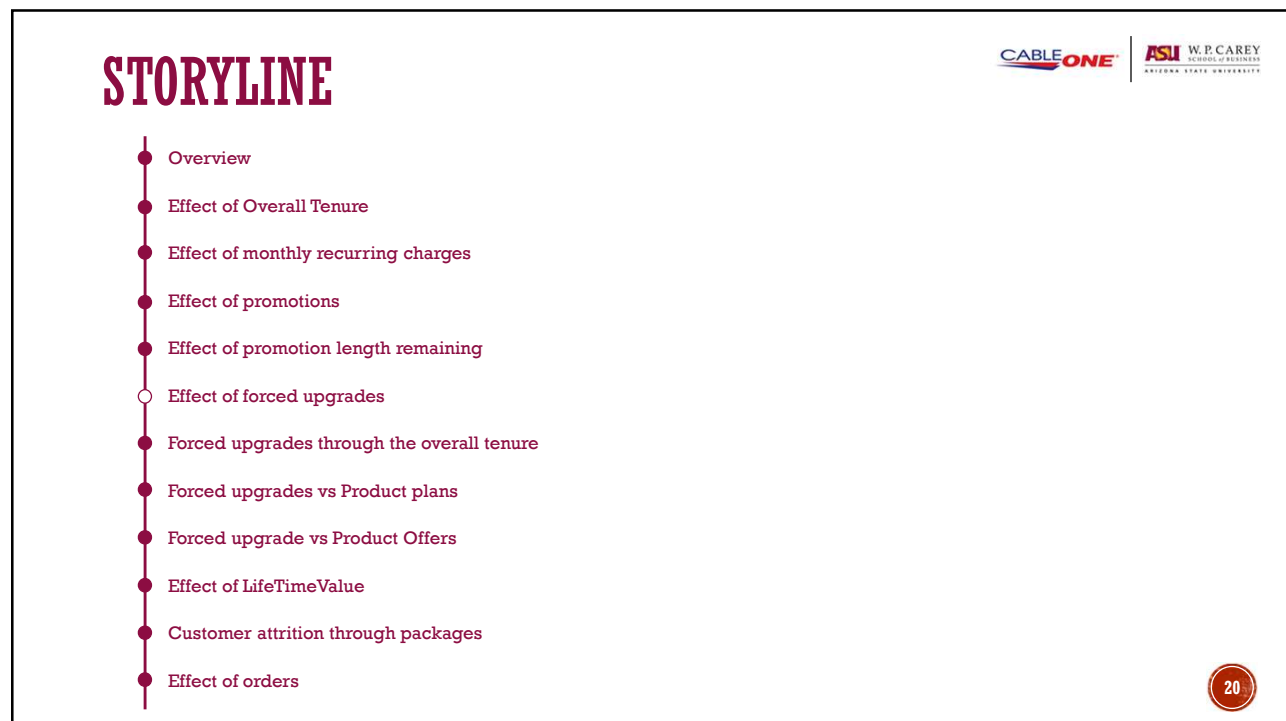 STORYLINE
CABLEONE
ASU W. P. CAREY
SCHOOL of BUSINESS
ARIZONA STATE UNIVERSITY
Overview
Effect of Overall Tenure
Effect of monthly recurring charges
Effect of promotions
Effect of promotion length remaining
Effect of forced upgrades
Forced upgrades through the overall tenure
Forced upgrades vs Product plans
Forced upgrade vs Product Offers
Effect of LifeTimeValue
Customer attrition through packages
Effect of orders
20